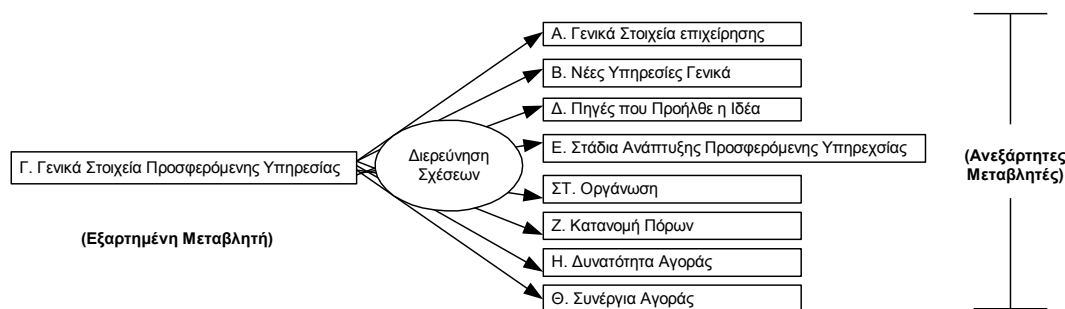 Α. Γενικά Στοιχεία επιχείρησης
Β. Νέες Υπηρεσίες Γενικά
Δ. Πηγές που Προήλθε η Ιδέα
Ε. Στάδια Ανάπτυξης Προσφερόμενης Υπηρεχσίας
ΣΤ. Οργάνωση
Ζ. Κατανομή Πόρων
Η. Δυνατότητα Αγοράς
Θ. Συνέργια Αγοράς
Γ. Γενικά Στοιχεία Προσφερόμενης Υπηρεσίας
(Εξαρτημένη Μεταβλητή)
Διερεύνηση
Σχέσεων
(Ανεξάρτητες
Μεταβλητές)